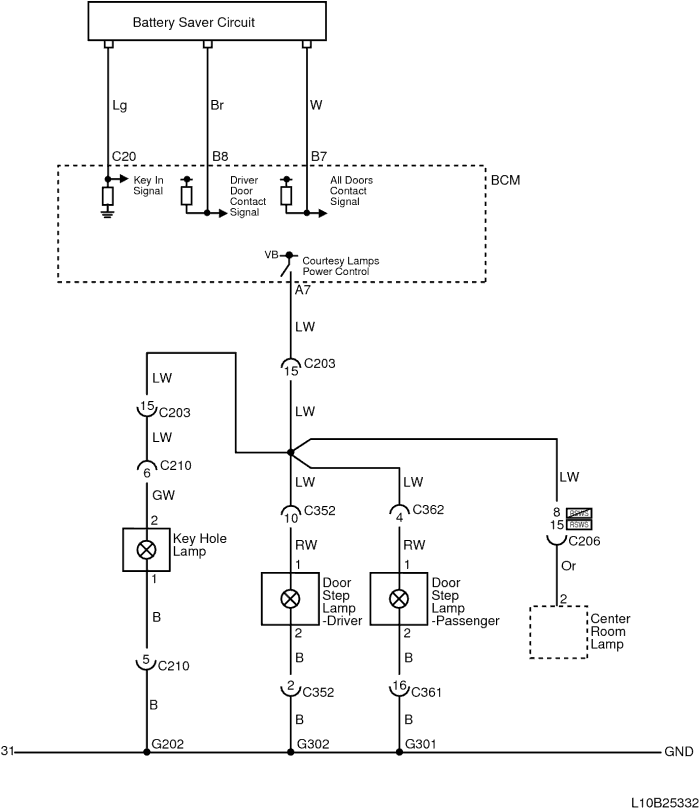 Battery Saver Circuit
Lg
Br
W
C20
B8
B7
BCM
Key In
Signal
Driver
Door
Contact
Signal
All Doors
Contact
Signal
VB
Courtesy Lamps
Power Control
A7
LW
C203
15
LW
LW
15
C203
LW
C210
6
GW
2
Key Hole
Lamp
1
B
5
C210
B
G202
LW
C352
10
RW
1
Door
Step
Lamp
-Driver
2
B
2
C352
B
G302
LW
C362
4
RW
1
Door
Step
Lamp
-Passenger
2
B
16
C361
B
G301
LW
8 RSWS
15 RSWS
C206
Or
2
Center
Room
Lamp
31
GND
L10B25332